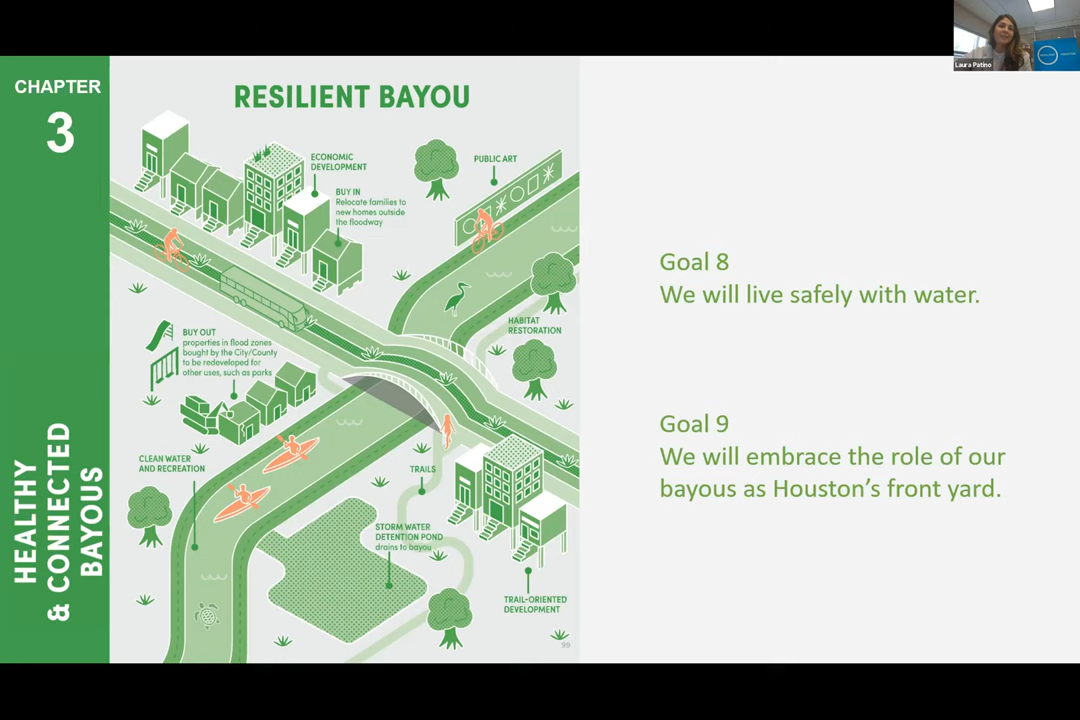 Laura Patino
CHAPTER
3
HEALTHY
& CONNECTED
BAYOUS
RESILIENT BAYOU
ECONOMIC
DEVELOPMENT
BUY IN
Relocate families to
new homes outside
the floodway
PUBLIC ART
HABITAT
RESTORATION
BUY OUT
properties in flood zones
bought by the City/County
to be redeveloped for
other uses, such as parks
CLEAN WATER
AND RECREATION
TRAILS
STORM WATER
DETENTION POND
drains to bayou
TRAIL-ORIENTED
DEVELOPMENT
99
Goal 8
We will live safely with water.
Goal 9
We will embrace the role of our
bayous as Houston’s front yard.